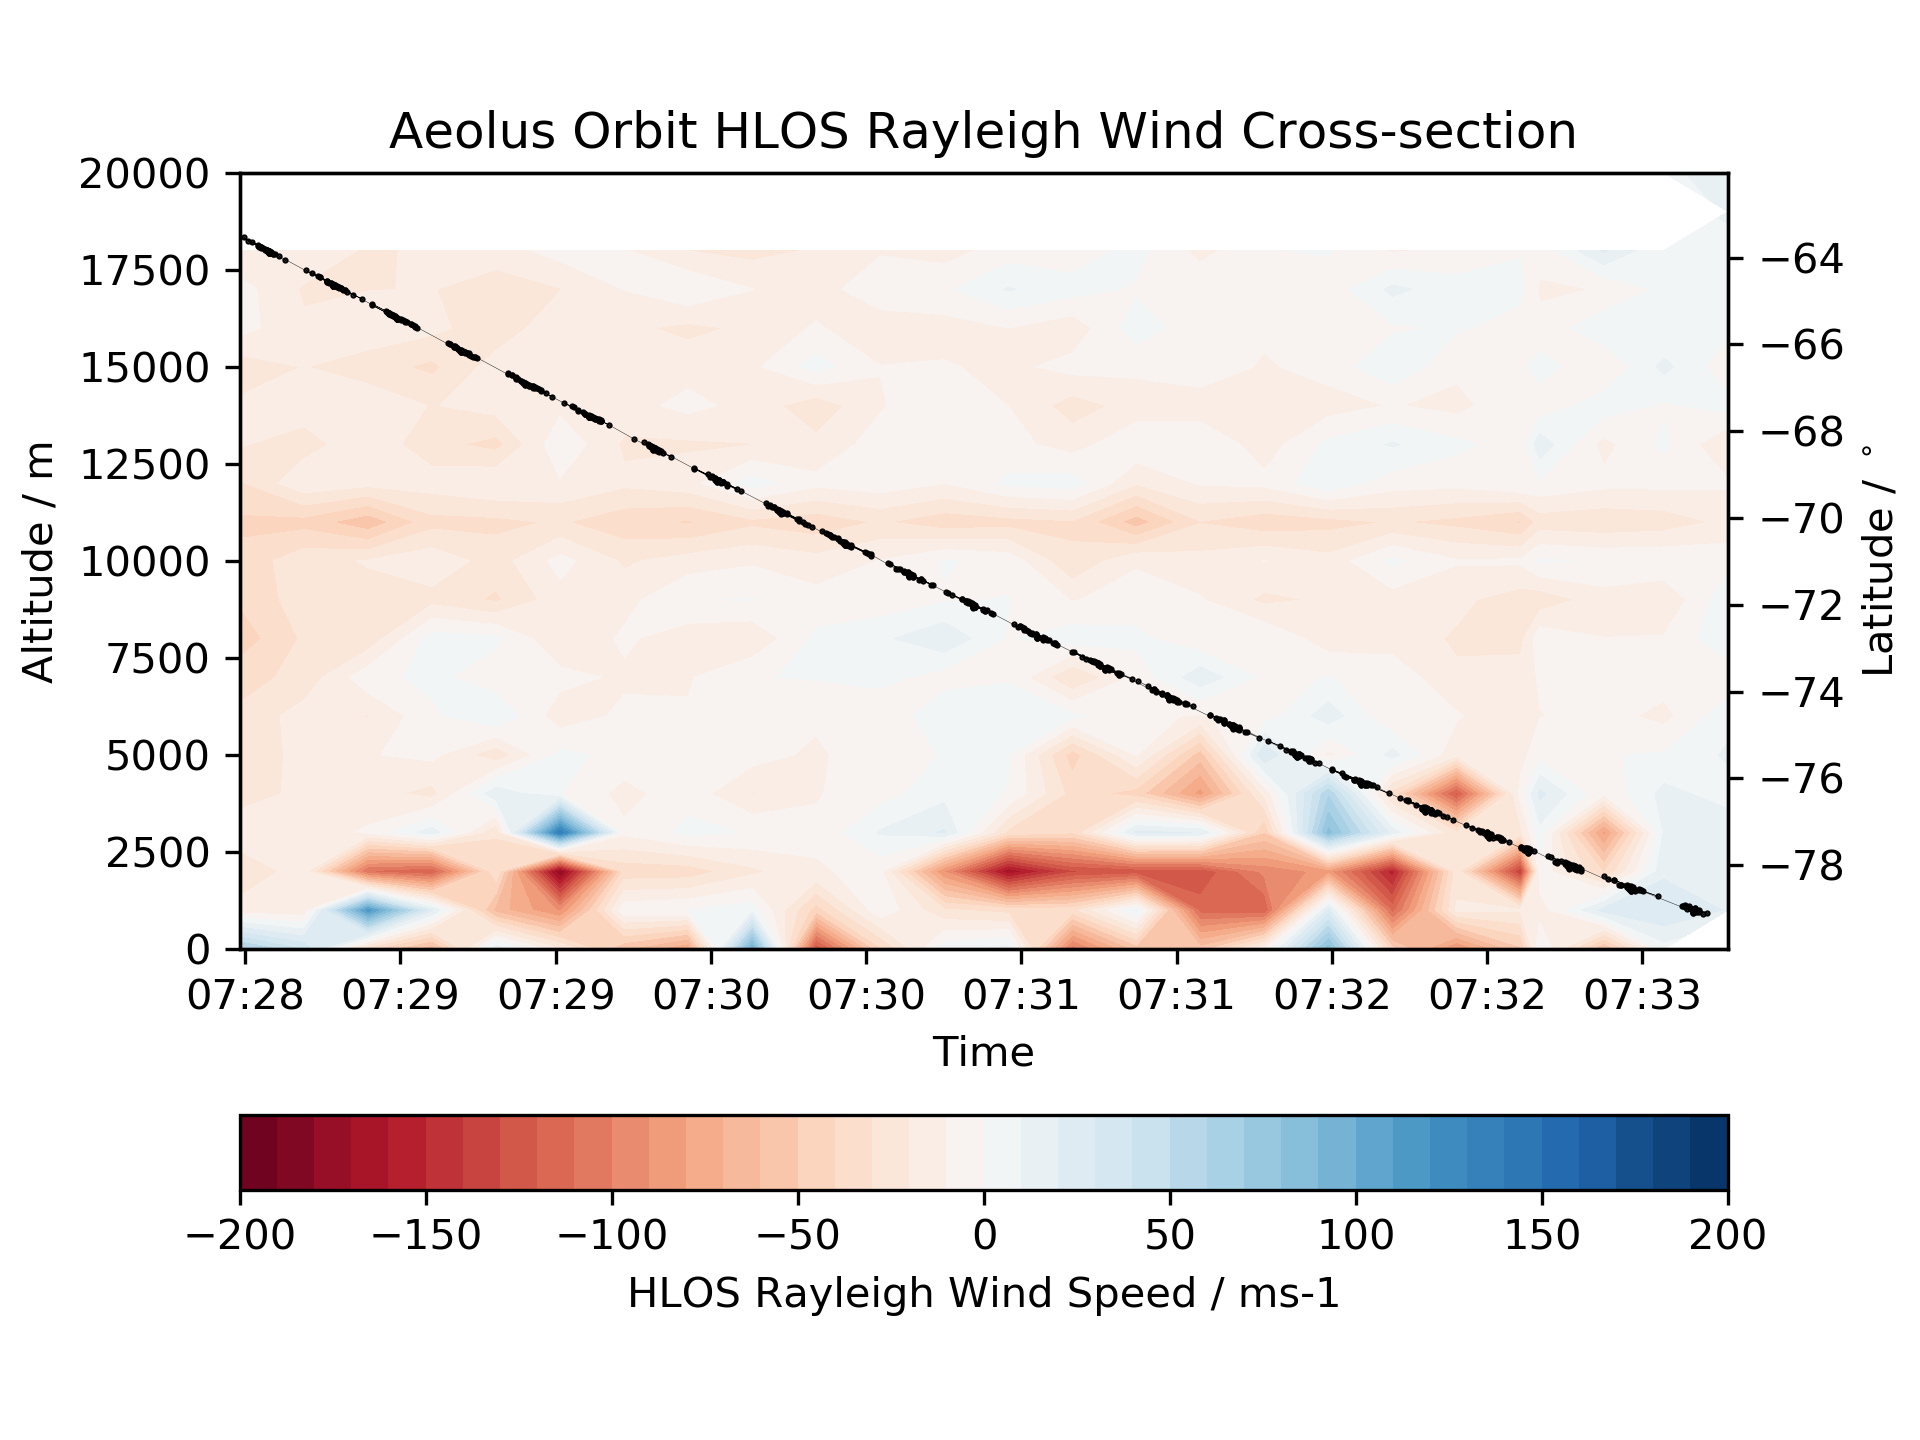 Aeolus Orbit HLOS Rayleigh Wind Cross-section
20000
17500
15000
12500
10000
7500
5000
2500
0
Altitude / m
−64
−66
−68
−70
−72
−74
−76
−78
Latitude / °
07:28 07:29 07:29 07:30 07:30 07:31 07:31 07:32 07:32 07:33
Time
−200 −150 −100 −50 0 50 100 150 200
HLOS Rayleigh Wind Speed / ms-1